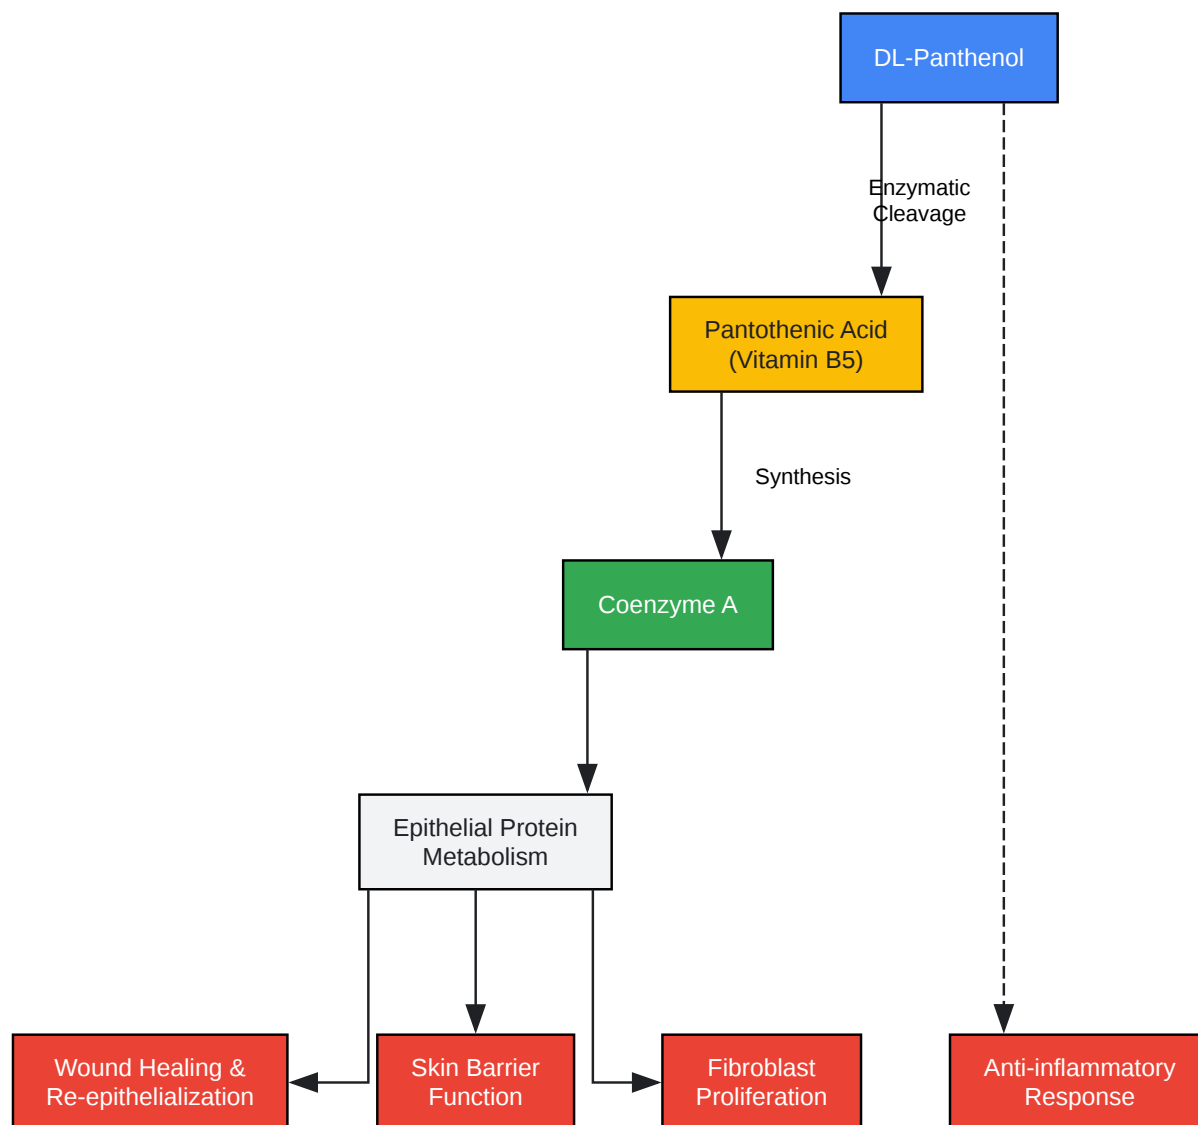 DL-Panthenol
Enzymatic
Cleavage
Pantothenic Acid
(Vitamin B5)
Synthesis
Coenzyme A
Epithelial Protein
Metabolism
Wound Healing &
Re-epithelialization
Skin Barrier
Function
Fibroblast
Proliferation
Anti-inflammatory
Response